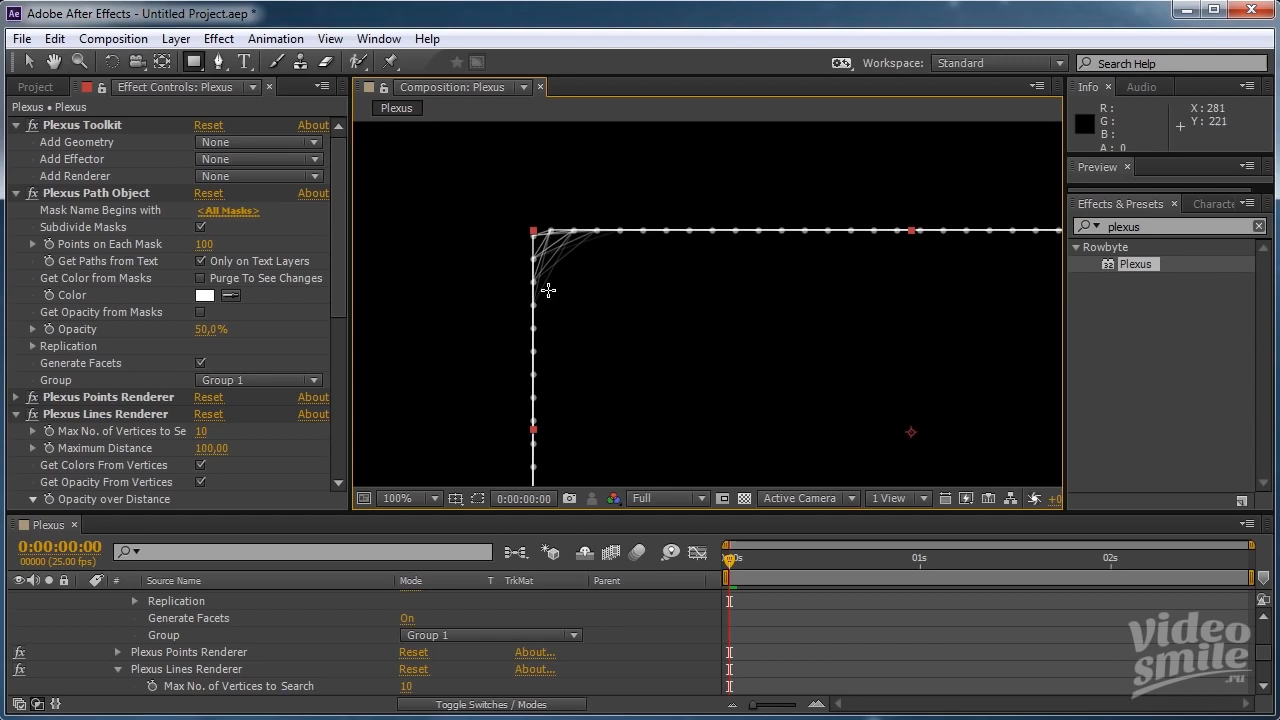 Ae Adobe After Effects - Untitled Project.aep *
File Edit Composition Layer Effect Animation View Window Help
T Workspace: Standard Search Help
Project Effect Controls: Plexus Composition: Plexus Info Audio
Plexus • Plexus Plexus
R :
G :
B :
A : 0
X : 281
Y : 221
fx Plexus Toolkit Reset About
Add Geometry None
Add Effector None
Add Renderer None
fx Plexus Path Object Reset About
Mask Name Begins with <All Masks>
Subdivide Masks
Points on Each Mask 100
Get Paths from Text Only on Text Layers
Get Color from Masks Purge To See Changes
Color
Get Opacity from Masks
Opacity 50,0%
Replication
Generate Facets
Group Group 1
fx Plexus Points Renderer Reset About
fx Plexus Lines Renderer Reset About
Max No. of Vertices to Se 10
Maximum Distance 100,00
Get Colors From Vertices
Get Opacity From Vertices
Opacity over Distance
Preview
Effects & Presets Characte
plexus
Rowbyte
32 Plexus
100% 0:00:00:00 Full Active Camera 1 View +0
Plexus
0:00:00:00
00000 (25.00 fps)
# Source Name Mode T TrkMat Parent
00s 01s 02s
Replication
Generate Facets On
Group Group 1
fx Plexus Points Renderer Reset About...
fx Plexus Lines Renderer Reset About...
Max No. of Vertices to Search 10
Toggle Switches / Modes
video
smile
.ru